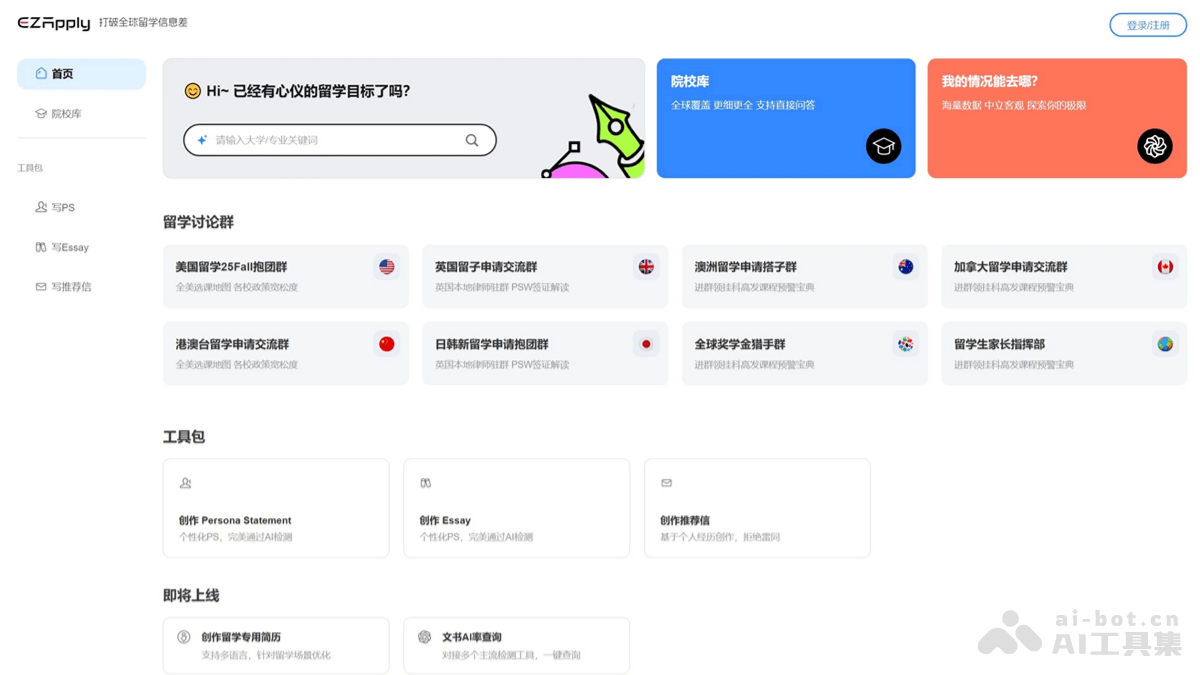 EZApply 打破全球留学信息差
登录/注册
首页
院校库
工具包
写PS
写Essay
写推荐信
Hi~ 已经有心仪的留学目标了吗?
请输入大学/专业关键词
院校库
全球覆盖 更细更全 支持直接问答
我的情况能去哪?
海量数据 中立客观 探索你的极限
留学讨论群
美国留学25Fall抱团群
全美选课地图 各校政策宽松度
英国留子申请交流群
英国本地律师驻群 PSW签证解读
澳洲留学申请搭子群
进群领挂科高发课程预警宝典
加拿大留学申请交流群
进群领挂科高发课程预警宝典
港澳台留学申请交流群
全美选课地图 各校政策宽松度
日韩新留学申请抱团群
英国本地律师驻群 PSW签证解读
全球奖学金猎手群
进群领挂科高发课程预警宝典
留学生家长指挥部
进群领挂科高发课程预警宝典
工具包
创作 Persona Statement
个性化PS，完美通过AI检测
创作 Essay
个性化PS，完美通过AI检测
创作推荐信
基于个人经历创作，拒绝雷同
即将上线
创作留学专用简历
支持多语言，针对留学场景优化
文书AI率查询
对接多个主流检测工具，一键查询
ai-bot.cn
AI工具集